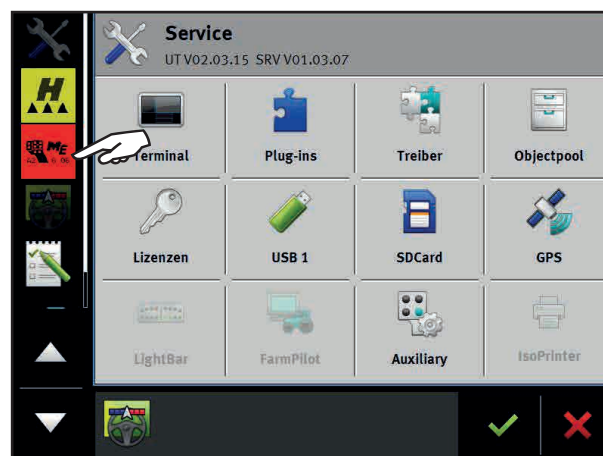 Service
UT V02.03.15 SRV V01.03.07
H
ME
Terminal
Plug-ins
Treiber
Objectpool
Lizenzen
USB 1
SDCard
GPS
LightBar
FarmPilot
Auxiliary
IsoPrinter